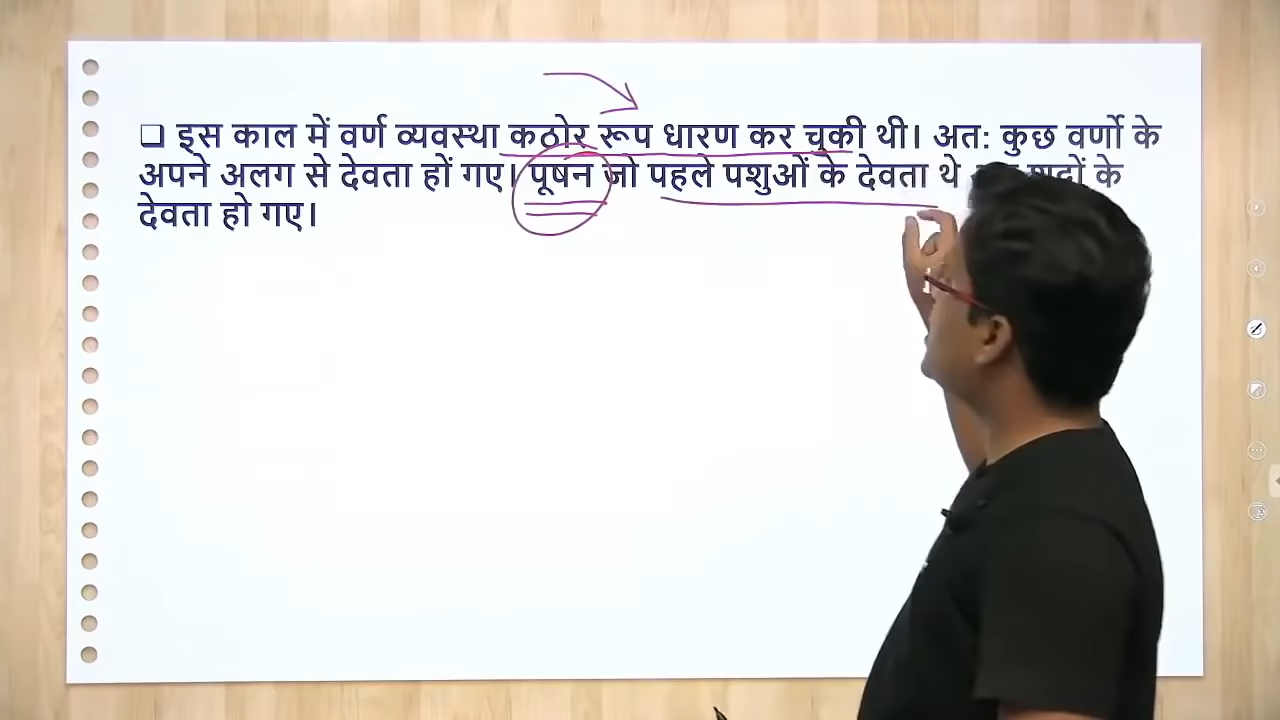 ❑ इस काल में वर्ण व्यवस्था कठोर रूप धारण कर चुकी थी। अत: कुछ वर्णो के
अपने अलग से देवता हों गए। पूषन जो पहले पशुओं के देवता थे के
देवता हो गए।